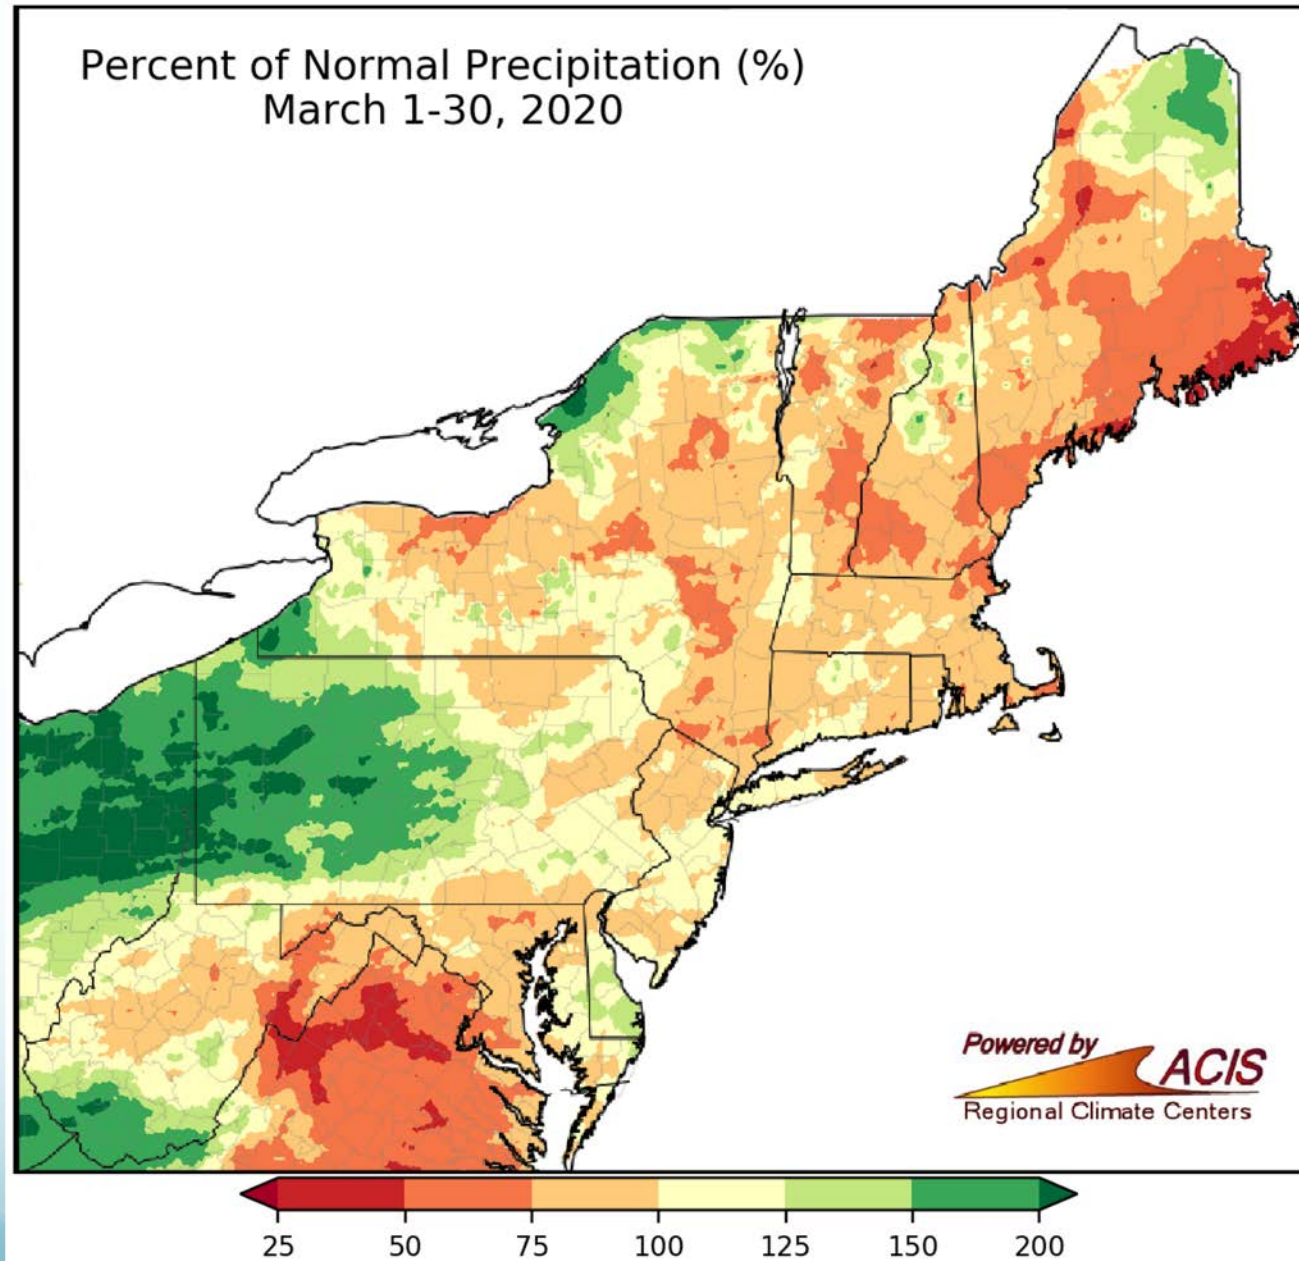 Percent of Normal Precipitation (%)
March 1-30, 2020
Powered by
ACIS
Regional Climate Centers
25 50 75 100 125 150 200